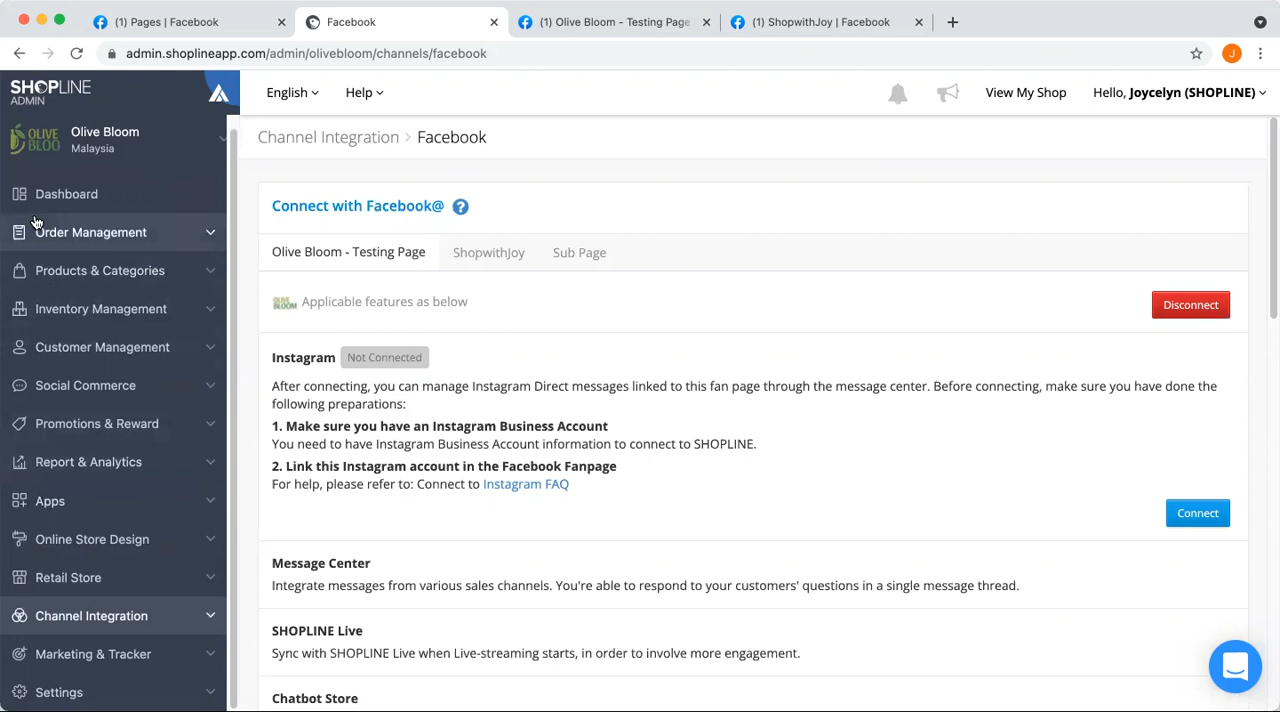 (1) Pages | Facebook
Facebook
(1) Olive Bloom - Testing Page
(1) ShopwithJoy | Facebook
admin.shoplineapp.com/admin/olivebloom/channels/facebook
J
SHOPLINE
ADMIN
English
Help
View My Shop
Hello, Joycelyn (SHOPLINE)
OLIVE
BLOO
Olive Bloom
Malaysia
Dashboard
Order Management
Products & Categories
Inventory Management
Customer Management
Social Commerce
Promotions & Reward
Report & Analytics
Apps
Online Store Design
Retail Store
Channel Integration
Marketing & Tracker
Settings
Channel Integration > Facebook
Connect with Facebook@ ?
Olive Bloom - Testing Page
ShopwithJoy
Sub Page
OLIVE
BLOOM
Applicable features as below
Disconnect
Instagram Not Connected
After connecting, you can manage Instagram Direct messages linked to this fan page through the message center. Before connecting, make sure you have done the
following preparations:
1. Make sure you have an Instagram Business Account
You need to have Instagram Business Account information to connect to SHOPLINE.
2. Link this Instagram account in the Facebook Fanpage
For help, please refer to: Connect to Instagram FAQ
Connect
Message Center
Integrate messages from various sales channels. You're able to respond to your customers' questions in a single message thread.
SHOPLINE Live
Sync with SHOPLINE Live when Live-streaming starts, in order to involve more engagement.
Chatbot Store